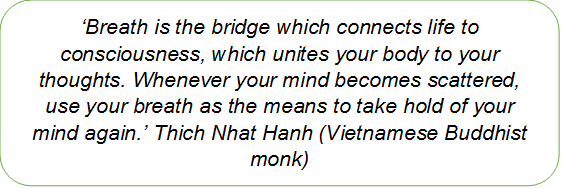 ‘Breath is the bridge which connects life to
consciousness, which unites your body to your
thoughts. Whenever your mind becomes scattered,
use your breath as the means to take hold of your
mind again.’ Thich Nhat Hanh (Vietnamese Buddhist
monk)